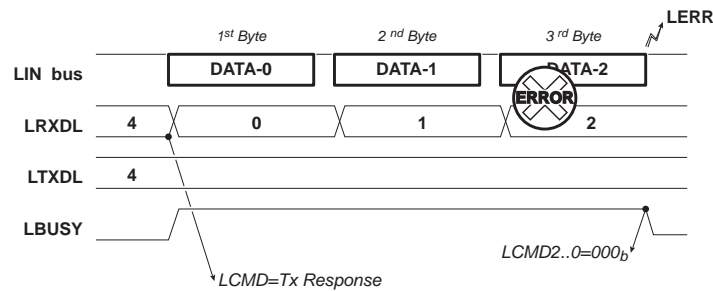 LERR
1st Byte 2 nd Byte 3 rd Byte
LIN bus DATA-0 DATA-1 DATA-2
ERROR
LRXDL 4 0 1 2
LTXDL 4
LBUSY
LCMD2..0=000b
LCMD=Tx Response